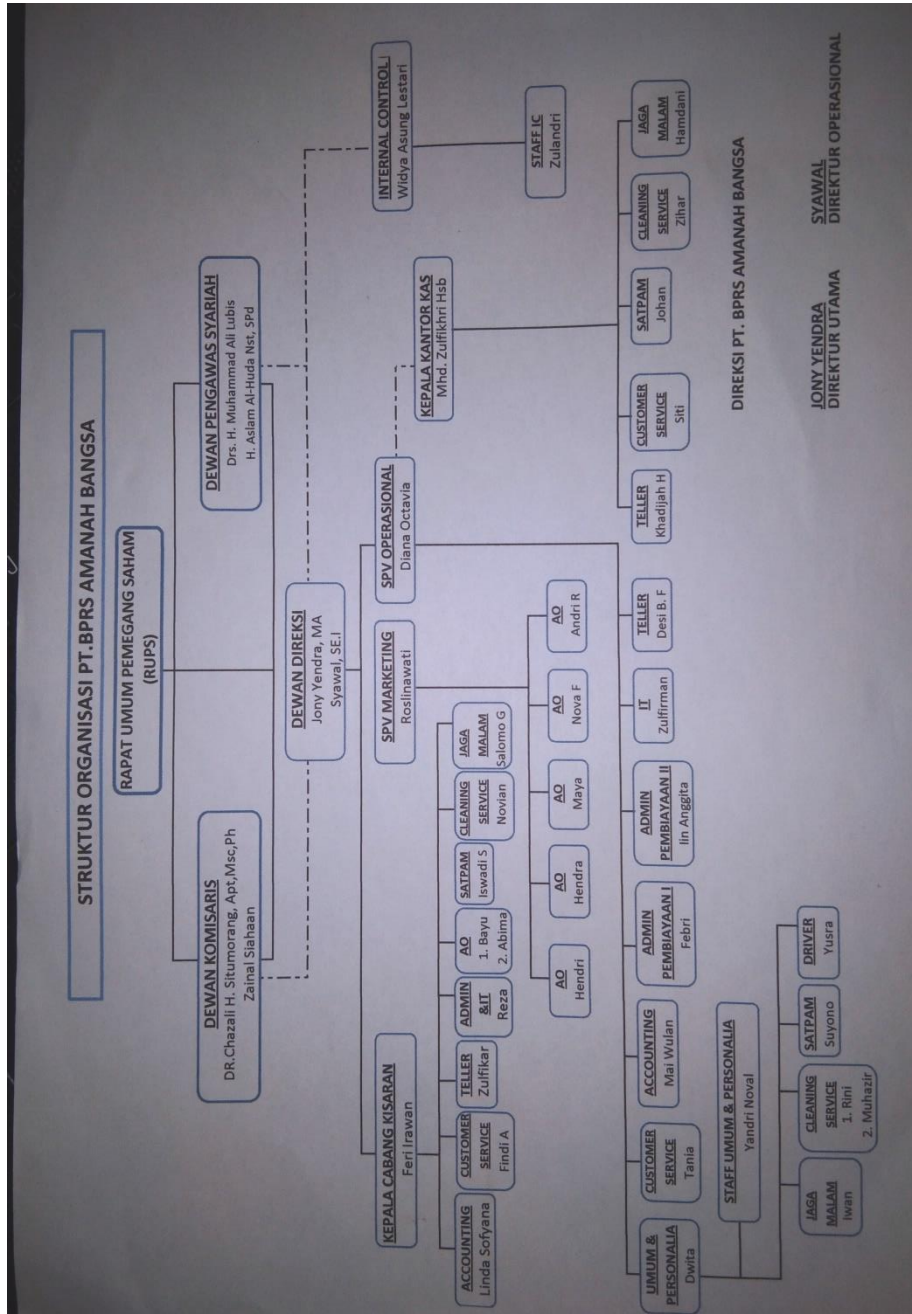 STRUKTUR ORGANISASI PT.BPRS AMANAH BANGSA
RAPAT UMUM PEMEGANG SAHAM
(RUPS)
DEWAN KOMISARIS
DR.Chazali H. Situmorang, Apt,Msc,Ph
Zainal Siahaan
DEWAN PENGAWAS SYARIAH
Drs. H. Muhammad Ali Lubis
H. Aslam Al-Huda Nst, SPd
DEWAN DIREKSI
Jony Yendra, MA
Syawal, SE.I
INTERNAL CONTROL
Widya Asung Lestari
KEPALA CABANG KISARAN
Feri Irawan
SPV MARKETING
Roslinawati
SPV OPERASIONAL
Diana Octavia
KEPALA KANTOR KAS
Mhd. Zulfikhri Hsb
STAFF IC
Zulandri
ACCOUNTING
Linda Sofyana
CUSTOMER
SERVICE
Findi A
TELLER
Zulfikar
ADMIN
&IT
Reza
AO
1. Bayu
2. Abima
SATPAM
Iswadi S
CLEANING
SERVICE
Novian
JAGA
MALAM
Salomo G
AO
Hendri
AO
Hendra
AO
Maya
AO
Nova F
AO
Andri R
UMUM &
PERSONALIA
Dwita
CUSTOMER
SERVICE
Tania
ACCOUNTING
Mai Wulan
ADMIN
PEMBIAYAAN I
Febri
ADMIN
PEMBIAYAAN II
Iin Anggita
IT
Zulfirman
TELLER
Desi B. F
TELLER
Khadijah H
CUSTOMER
SERVICE
Siti
SATPAM
Johan
CLEANING
SERVICE
Zihar
JAGA
MALAM
Hamdani
STAFF UMUM & PERSONALIA
Yandri Noval
JAGA
MALAM
Iwan
CLEANING
SERVICE
1. Rini
2. Muhazir
SATPAM
Suyono
DRIVER
Yusra
DIREKSI PT. BPRS AMANAH BANGSA
JONY YENDRA
DIREKTUR UTAMA
SYAWAL
DIREKTUR OPERASIONAL